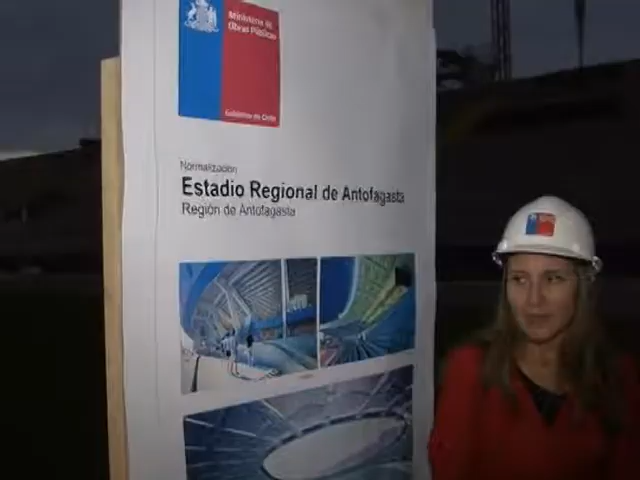 Ministerio de
Obras Públicas
Gobierno de Chile
Normalización
Estadio Regional de Antofagasta
Región de Antofagasta